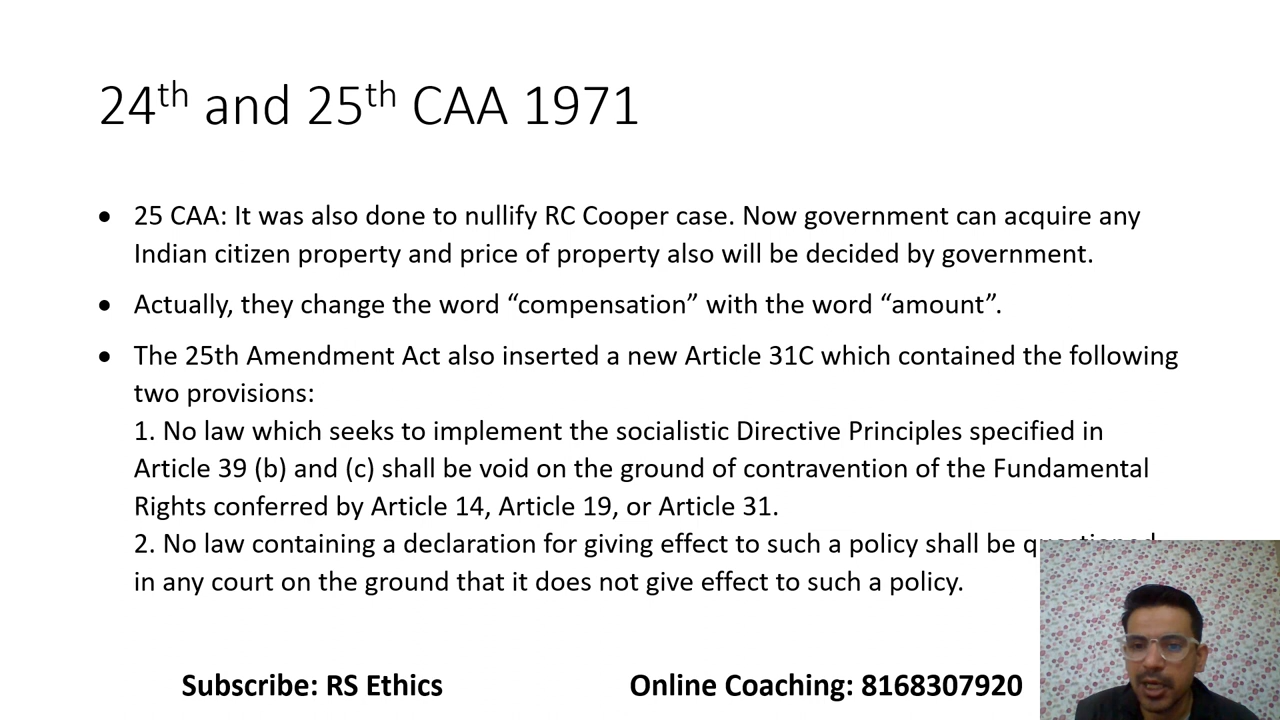 24th and 25th CAA 1971
• 25 CAA: It was also done to nullify RC Cooper case. Now government can acquire any
Indian citizen property and price of property also will be decided by government.
• Actually, they change the word “compensation” with the word “amount”.
• The 25th Amendment Act also inserted a new Article 31C which contained the following
two provisions:
1. No law which seeks to implement the socialistic Directive Principles specified in
Article 39 (b) and (c) shall be void on the ground of contravention of the Fundamental
Rights conferred by Article 14, Article 19, or Article 31.
2. No law containing a declaration for giving effect to such a policy shall be questioned
in any court on the ground that it does not give effect to such a policy.
Subscribe: RS Ethics
Online Coaching: 8168307920